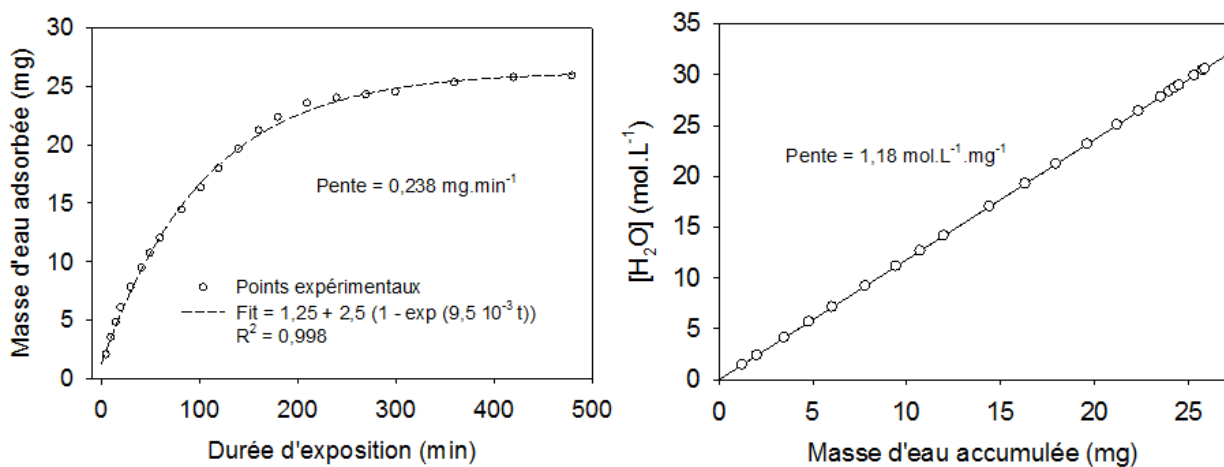 30
25
20
15
10
5
0
Masse d'eau adsorbée (mg)
Pente = 0,238 mg.min⁻¹
Points expérimentaux
Fit = 1,25 + 2,5 (1 - exp (9,5 10⁻³ t))
R² = 0,998
0 100 200 300 400 500
Durée d'exposition (min)
35
30
25
20
15
10
5
0
[H₂O] (mol.L⁻¹)
Pente = 1,18 mol.L⁻¹.mg⁻¹
0 5 10 15 20 25
Masse d'eau accumulée (mg)